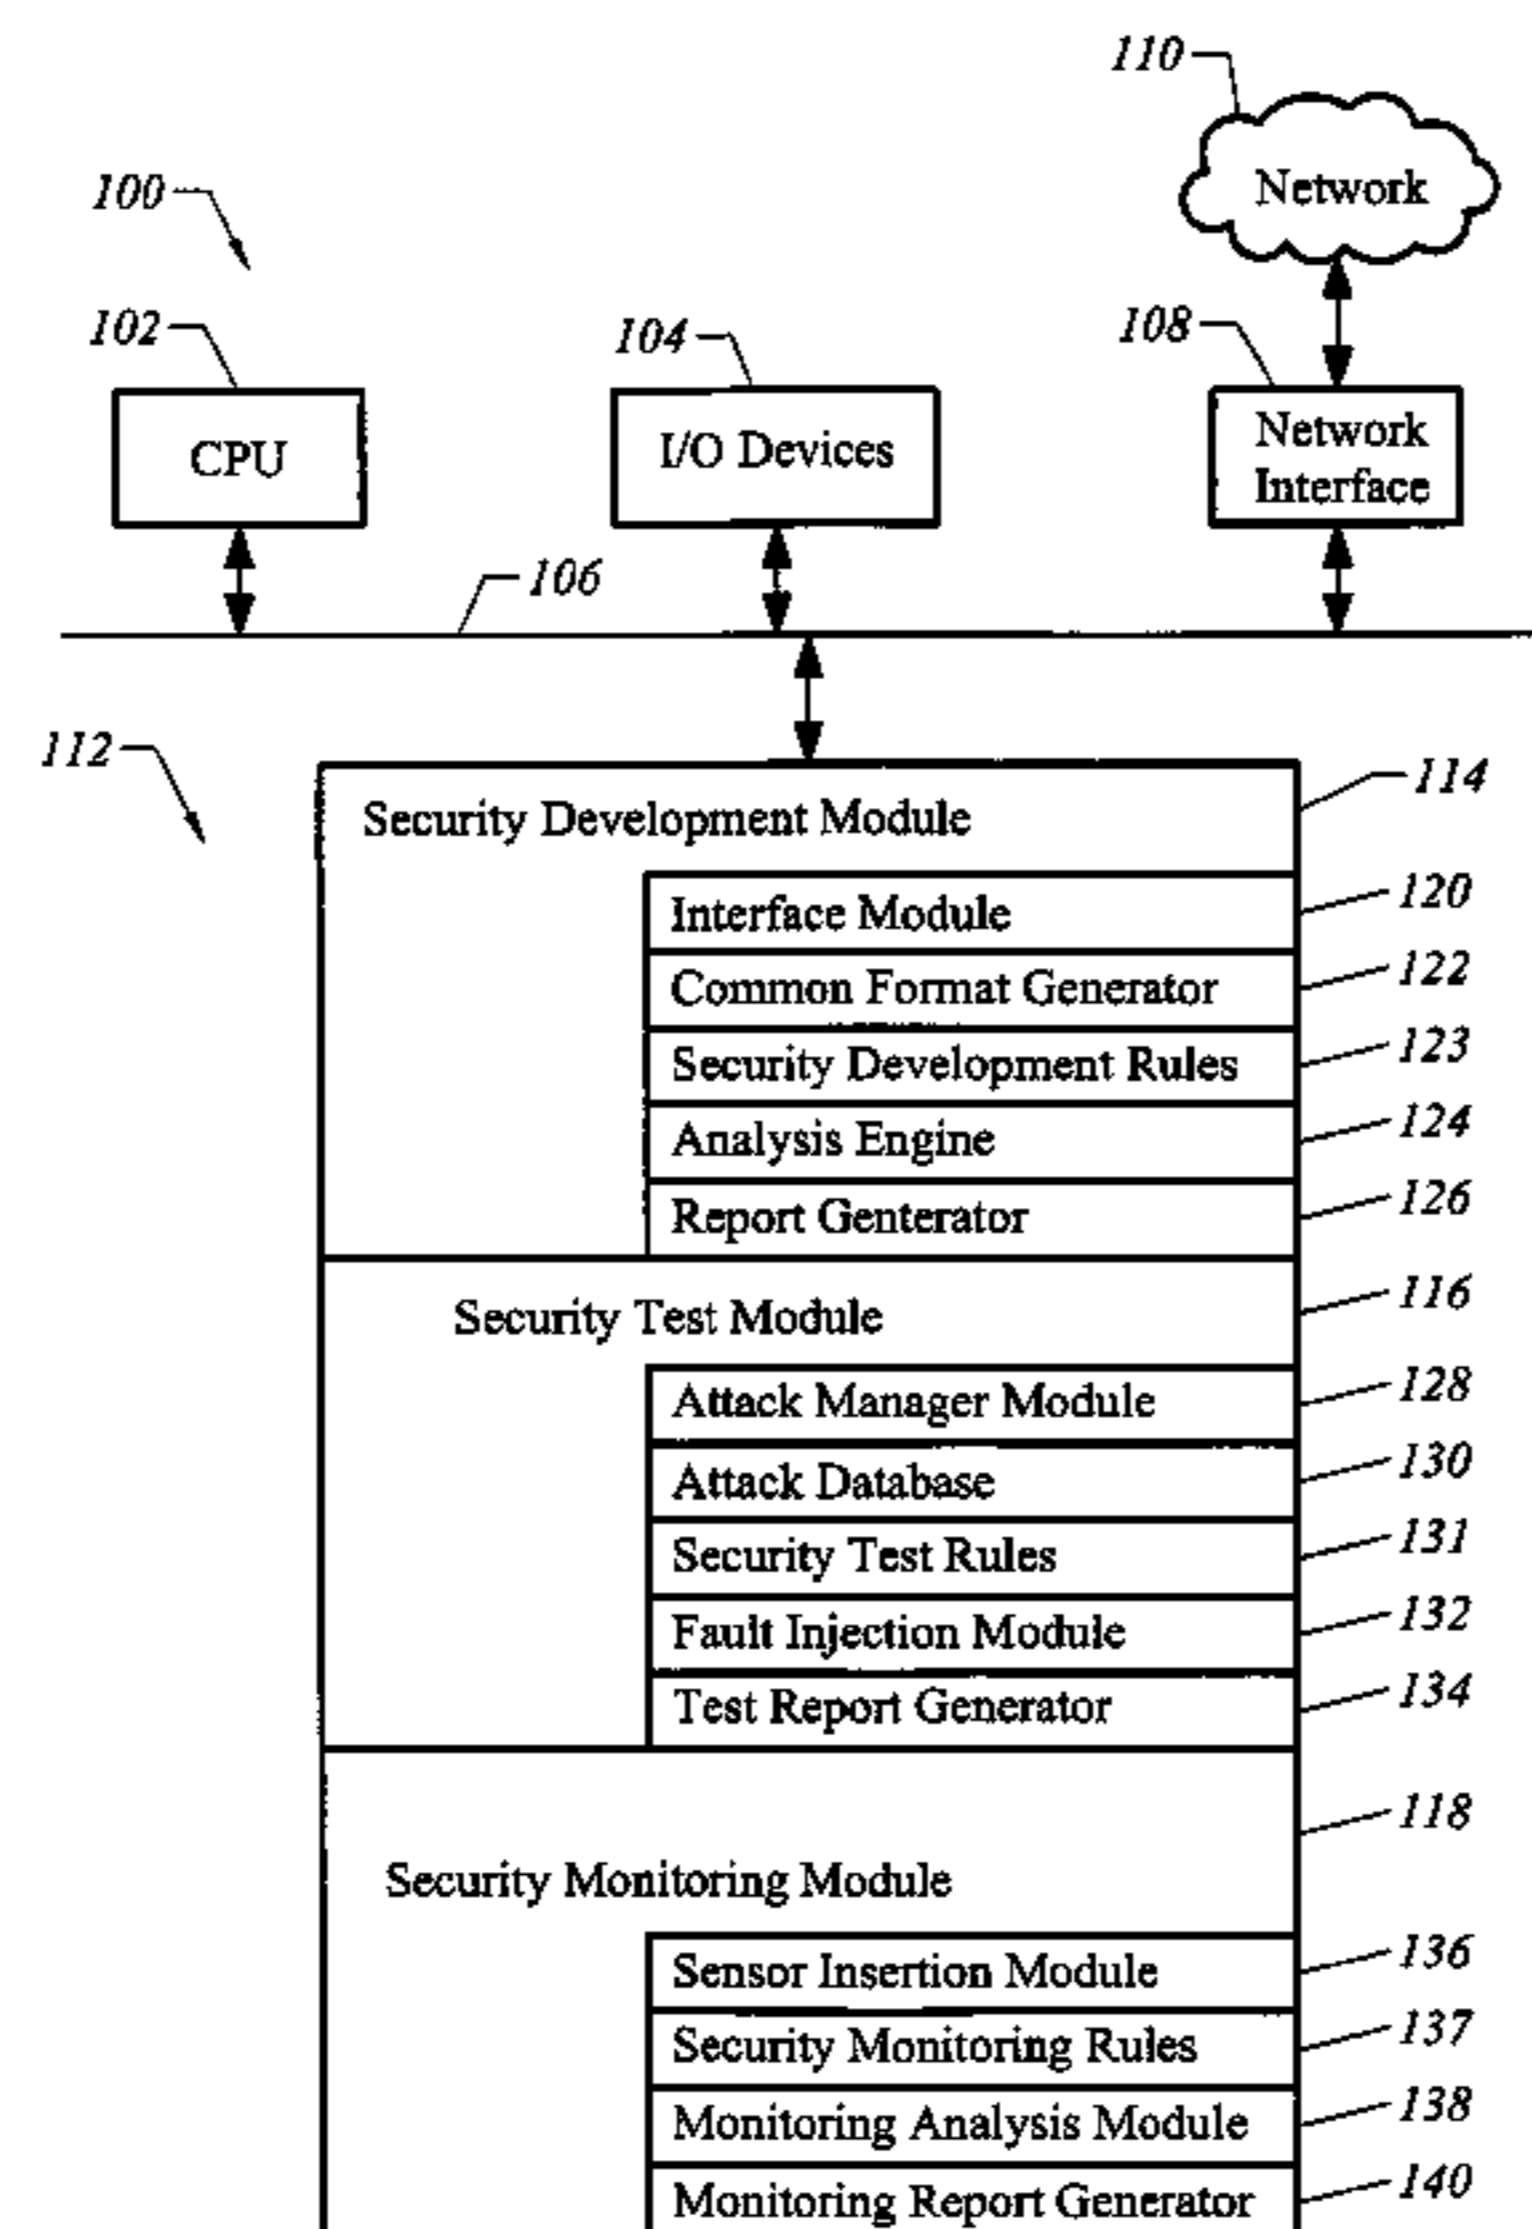 110
Network
100
102
104
108
CPU
I/O Devices
Network
Interface
106
112
114
Security Development Module
120
Interface Module
122
Common Format Generator
123
Security Development Rules
124
Analysis Engine
126
Report Genterator
116
Security Test Module
128
Attack Manager Module
130
Attack Database
131
Security Test Rules
132
Fault Injection Module
134
Test Report Generator
118
Security Monitoring Module
136
Sensor Insertion Module
137
Security Monitoring Rules
138
Monitoring Analysis Module
140
Monitoring Report Generator